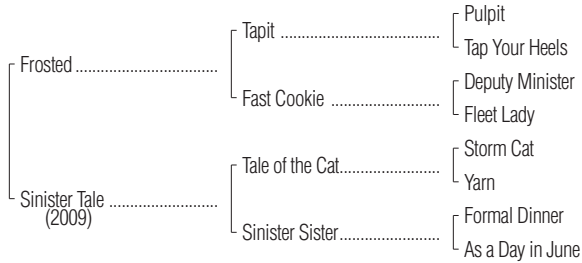 Pulpit
Tapit
Tap Your Heels
Frosted
Deputy Minister
Fast Cookie
Fleet Lady
Storm Cat
Tale of the Cat
Yarn
Sinister Tale
(2009)
Formal Dinner
Sinister Sister
As a Day in June